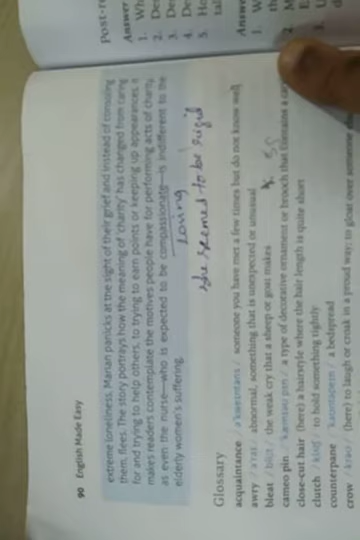 90 English Made Easy
extreme loneliness, Marian panicks at the sight of their grief and instead of consoling
them, flees. The story portrays how the meaning of 'charity' has changed from caring
for and trying to help others, to trying to earn points or keeping up appearances. It
makes readers contemplate the motives people have for performing acts of charity,
as even the nurse—who is expected to be compassionate—is indifferent to the
elderly women's suffering.
she seemed to be rigid
Glossary
acquaintance someone you have met a few times but do not know well
awry abnormal, something that is unexpected or unusual
bleat (the weak cry that a sheep or goat makes
cameo pin a type of decorative ornament or brooch that contains a
close-cut hair (here) a hairstyle where the hair length is quite short
clutch to hold something tightly
counterpane a bedspread
crow (here) to laugh or croak in a proud way; to gloat over someone
Post-r
Answer
1. Wh
2. De
3. De
4. De
5. Ho
tal
Answ
1. W
th
2. M
E
3. U